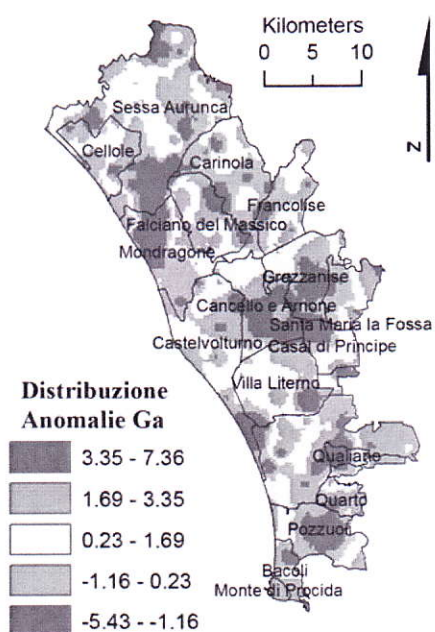 Kilometers
0 5 10
N
Sessa Aurunca
Cellole
Carinola
Francolise
Falciano del Massico
Mondragone
Grazzanise
Cancello e Arnone
Santa Maria la Fossa
Castelvolturno
Casal di Principe
Villa Literno
Qualiano
Quarto
Pozzuoli
Bacoli
Monte di Procida
Distribuzione
Anomalie Ga
3.35 - 7.36
1.69 - 3.35
0.23 - 1.69
-1.16 - 0.23
-5.43 - -1.16